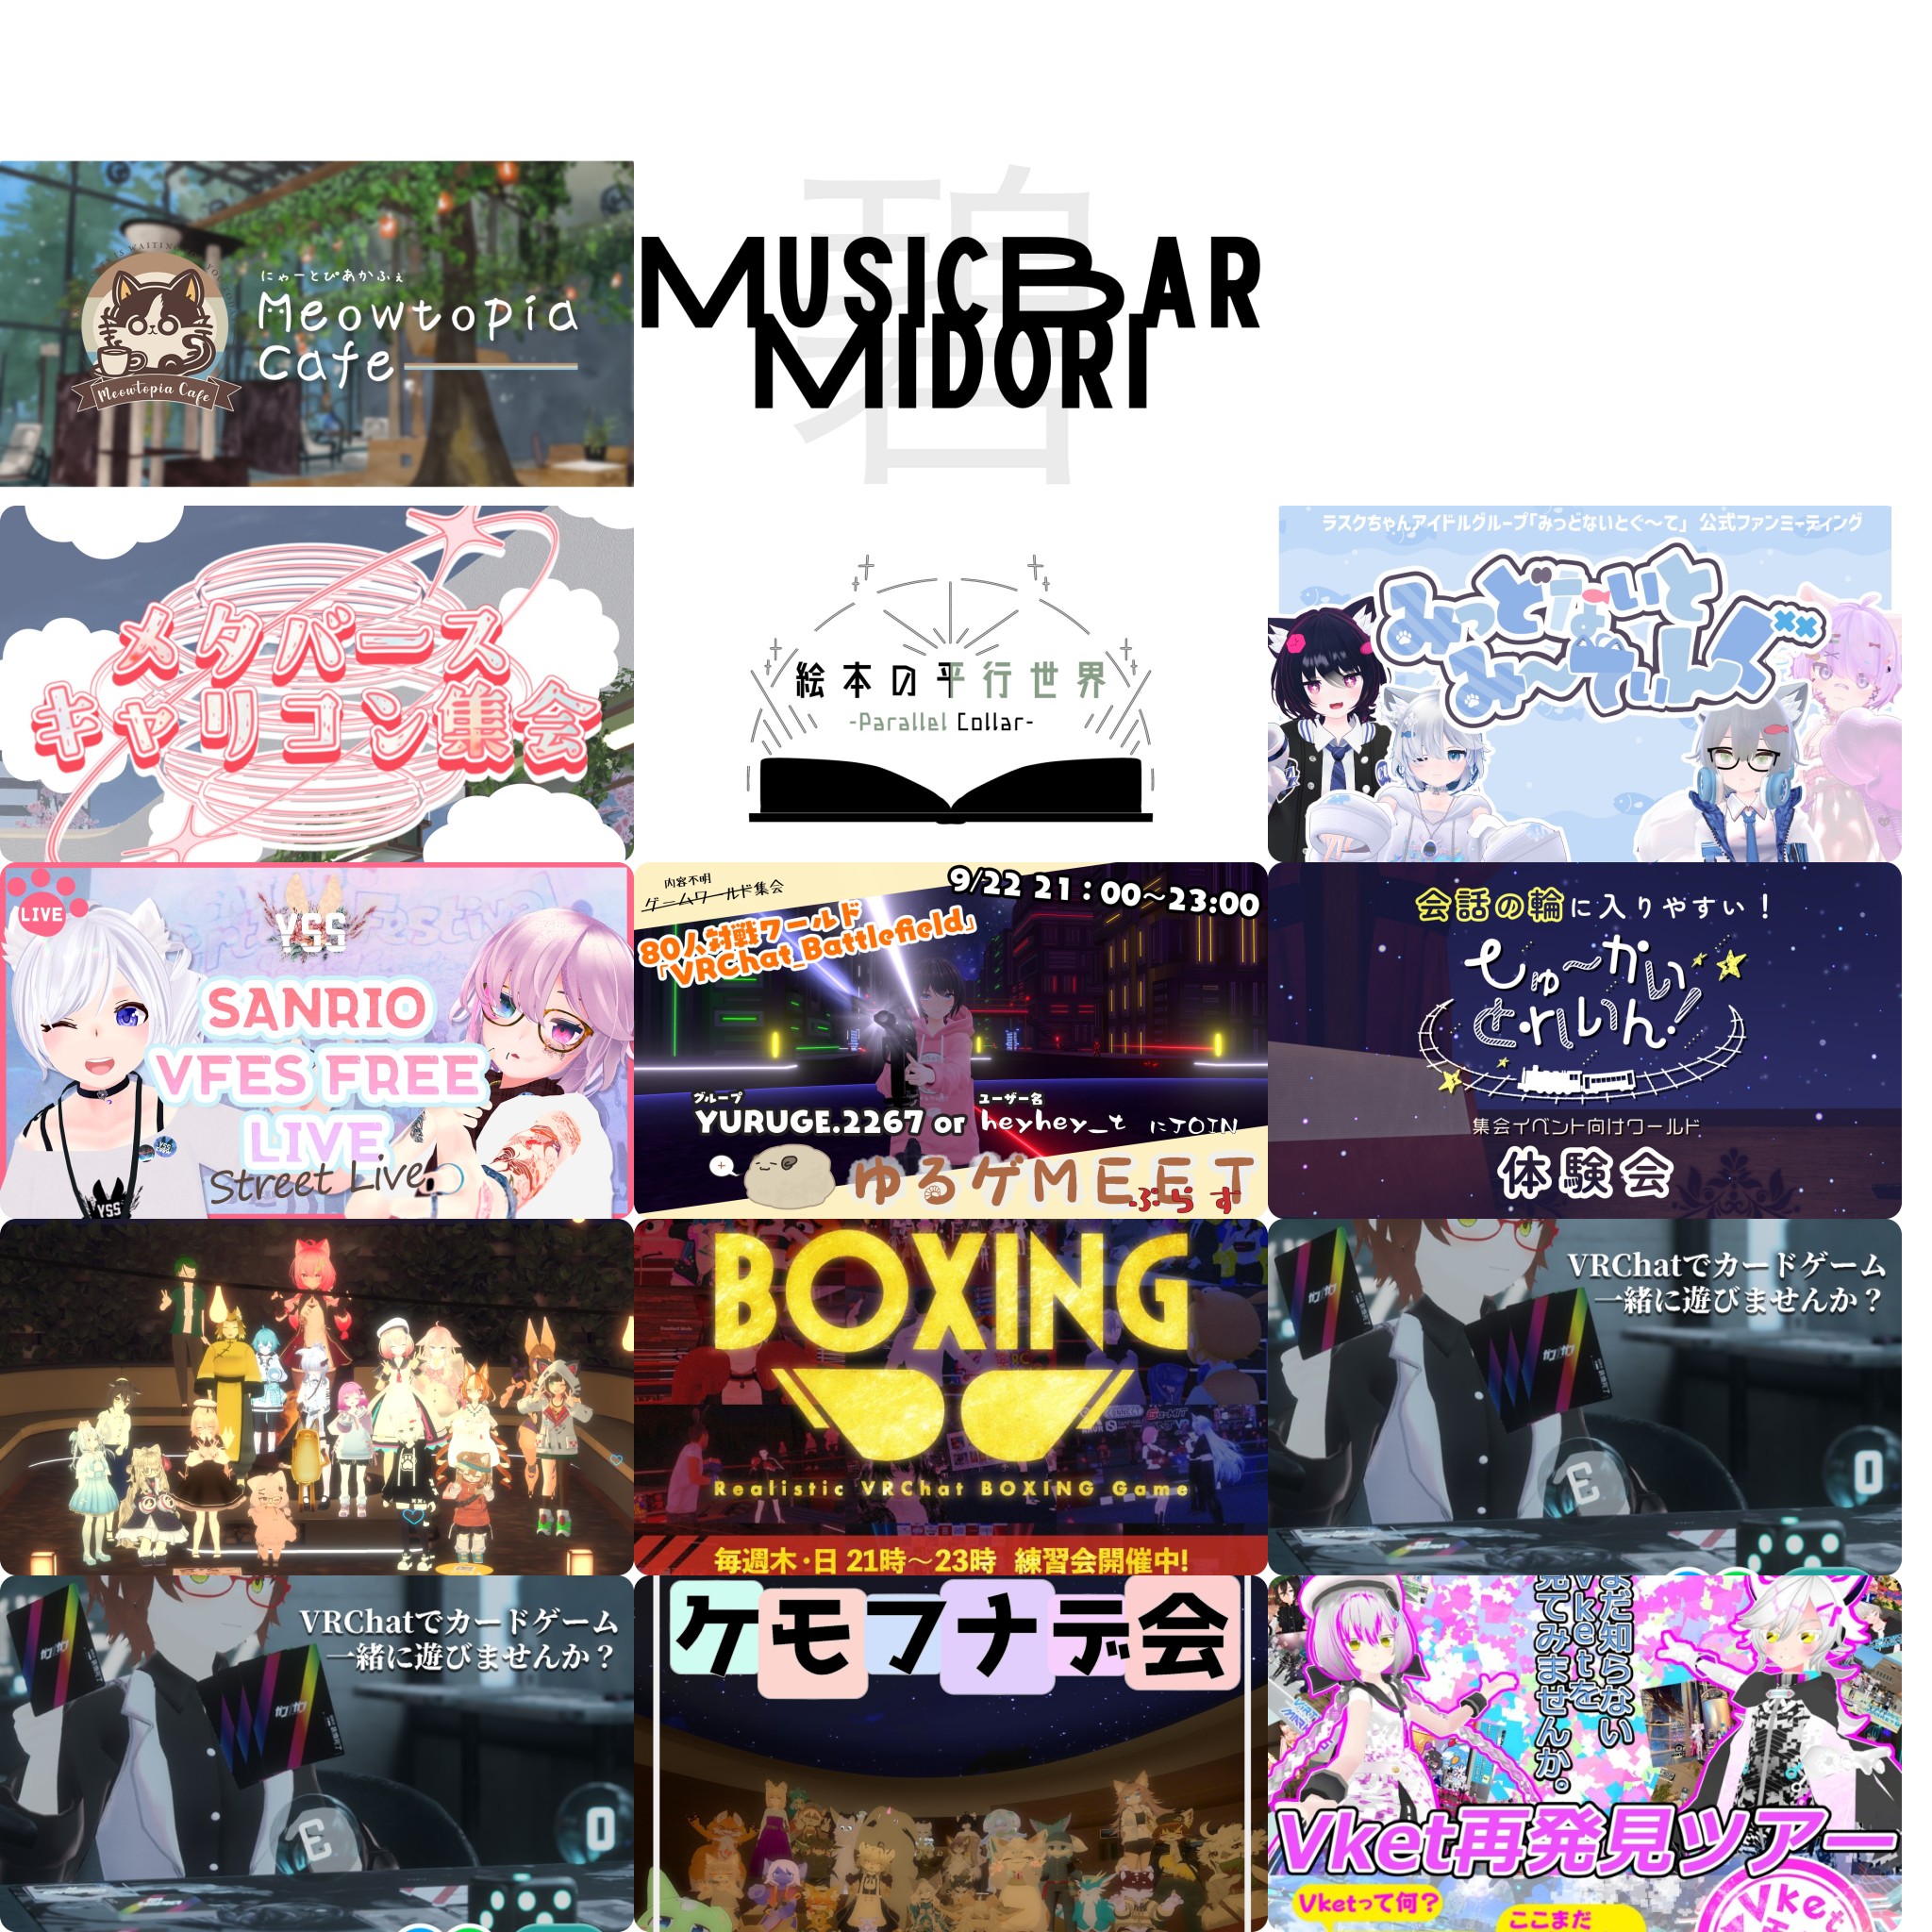 にゃーとぴあかふぇ
Meowtopia
Cafe
Meowtopia Cafe
碧
MUSICBAR
MIDORI
メタバース
キャリコン集会
絵本の平行世界
-Parallel Collar-
ラスクちゃんアイドルグループ「みっどないとぐ〜て」公式ファンミーティング
みっどないと
み〜てぃんぐ
LIVE
YSS
SANRIO
VFES FREE
LIVE
Street Live
YSS
内容不明
ゲームワールド集会
9/22 21:00〜23:00
80人対戦ワールド
「VRChat_Battlefield」
グループ
YURUGE.2267 or
ユーザー名
heyhey_t にJOIN
ゆるゲMEET
ぷらす
会話の輪に入りやすい!
ちゅ〜かい
とれいん!
集会イベント向けワールド
体験会
BOXING
Realistic VRChat BOXING Game
毎週木・日 21時〜23時 練習会開催中!
VRChatでカードゲーム
一緒に遊びませんか?
E
O
VRChatでカードゲーム
一緒に遊びませんか?
E
O
ケモフナデ会
まだ知らない
Vketを
見てみませんか。
Vket再発見ツアー
Vketって何?
ここまだ
Vket